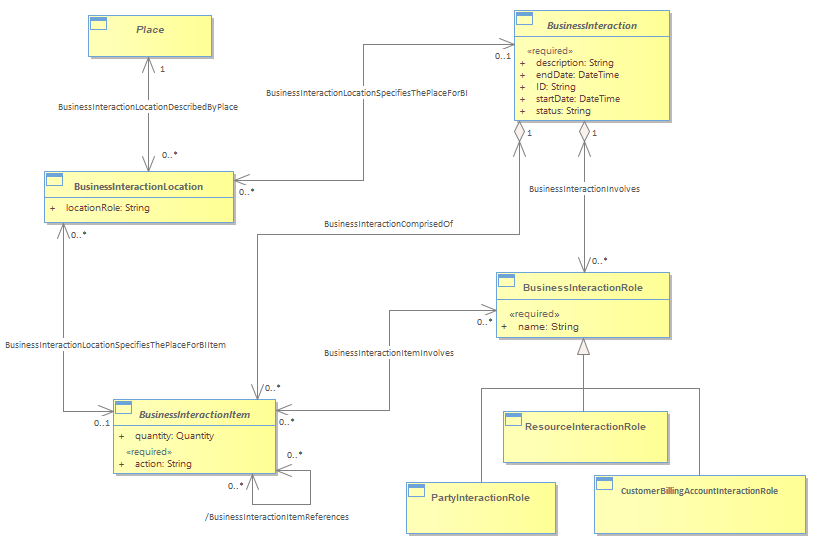 Place
1
BusinessInteractionLocationDescribedByPlace
0..*
BusinessInteraction
«required»
+ description: String
+ endDate: DateTime
+ ID: String
+ startDate: DateTime
+ status: String
0..1
BusinessInteractionLocationSpecifiesThePlaceForBI
0..*
1
1
BusinessInteractionLocation
+ locationRole: String
0..*
BusinessInteractionInvolves
BusinessInteractionComprisedOf
0..*
BusinessInteractionRole
«required»
+ name: String
0..*
BusinessInteractionLocationSpecifiesThePlaceForBIItem
BusinessInteractionItemInvolves
0..*
0..1
BusinessInteractionItem
+ quantity: Quantity
«required»
+ action: String
0..*
0..*
0..*
/BusinessInteractionItemReferences
ResourceInteractionRole
PartyInteractionRole
CustomerBillingAccountInteractionRole